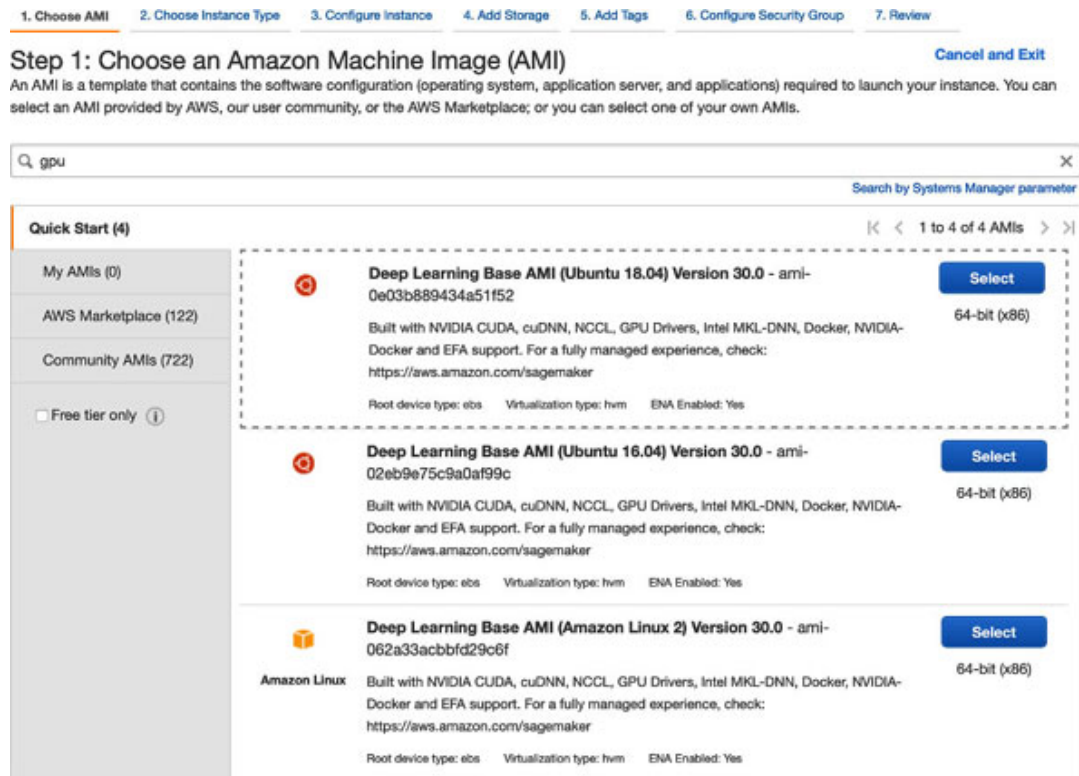 1. Choose AMI 2. Choose Instance Type 3. Configure Instance 4. Add Storage 5. Add Tags 6. Configure Security Group 7. Review
Step 1: Choose an Amazon Machine Image (AMI)
Cancel and Exit
An AMI is a template that contains the software configuration (operating system, application server, and applications) required to launch your instance. You can
select an AMI provided by AWS, our user community, or the AWS Marketplace; or you can select one of your own AMIs.
gpu
Search by Systems Manager parameter
Quick Start (4)
1 to 4 of 4 AMIs
My AMIs (0)
AWS Marketplace (122)
Community AMIs (722)
Free tier only
Deep Learning Base AMI (Ubuntu 18.04) Version 30.0 - ami-
0e03b889434a51f52
Select
64-bit (x86)
Built with NVIDIA CUDA, cuDNN, NCCL, GPU Drivers, Intel MKL-DNN, Docker, NVIDIA-
Docker and EFA support. For a fully managed experience, check:
https://aws.amazon.com/sagemaker
Root device type: ebs Virtualization type: hvm ENA Enabled: Yes
Deep Learning Base AMI (Ubuntu 16.04) Version 30.0 - ami-
02eb9e75c9a0af99c
Select
64-bit (x86)
Built with NVIDIA CUDA, cuDNN, NCCL, GPU Drivers, Intel MKL-DNN, Docker, NVIDIA-
Docker and EFA support. For a fully managed experience, check:
https://aws.amazon.com/sagemaker
Root device type: ebs Virtualization type: hvm ENA Enabled: Yes
Amazon Linux
Deep Learning Base AMI (Amazon Linux 2) Version 30.0 - ami-
062a33acbbfd29c6f
Select
64-bit (x86)
Built with NVIDIA CUDA, cuDNN, NCCL, GPU Drivers, Intel MKL-DNN, Docker, NVIDIA-
Docker and EFA support. For a fully managed experience, check:
https://aws.amazon.com/sagemaker
Root device type: ebs Virtualization type: hvm ENA Enabled: Yes